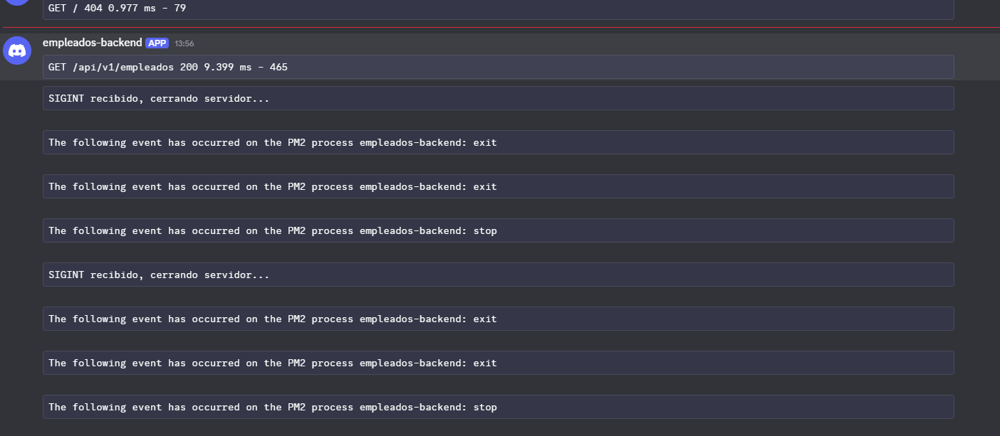 GET / 404 0.977 ms - 79
empleados-backend APP 13:56
GET /api/v1/empleados 200 9.399 ms - 465
SIGINT recibido, cerrando servidor...
The following event has occurred on the PM2 process empleados-backend: exit
The following event has occurred on the PM2 process empleados-backend: exit
The following event has occurred on the PM2 process empleados-backend: stop
SIGINT recibido, cerrando servidor...
The following event has occurred on the PM2 process empleados-backend: exit
The following event has occurred on the PM2 process empleados-backend: exit
The following event has occurred on the PM2 process empleados-backend: stop